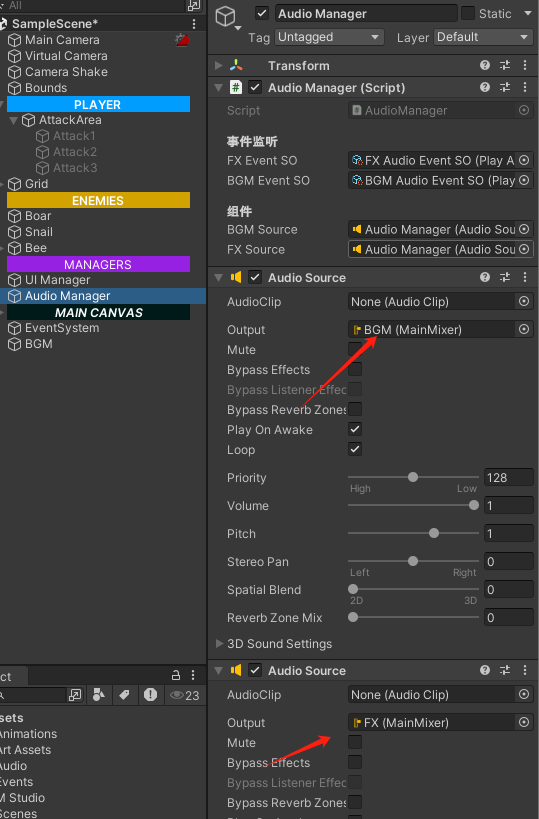 All
SampleScene*
Main Camera
Virtual Camera
Camera Shake
Bounds
PLAYER
AttackArea
Attack1
Attack2
Attack3
Grid
ENEMIES
Boar
Snail
Bee
MANAGERS
UI Manager
Audio Manager
MAIN CANVAS
EventSystem
BGM
ct
23
sets
Animations
Art Assets
Audio
Events
M Studio
Scenes
Audio Manager
Static
Tag Untagged Layer Default
Transform
# Audio Manager (Script)
Script # AudioManager
事件监听
FX Event SO FX Audio Event SO (Play A
BGM Event SO BGM Audio Event SO (Play
组件
BGM Source Audio Manager (Audio Sou
FX Source Audio Manager (Audio Sou
Audio Source
AudioClip None (Audio Clip)
Output BGM (MainMixer)
Mute
Bypass Effects
Bypass Listener Effec
Bypass Reverb Zones
Play On Awake
Loop
Priority 128
High Low
Volume 1
Pitch 1
Stereo Pan 0
Left Right
Spatial Blend 0
2D 3D
Reverb Zone Mix 0
3D Sound Settings
Audio Source
AudioClip None (Audio Clip)
Output FX (MainMixer)
Mute
Bypass Effects
Bypass Listener Effec
Bypass Reverb Zones